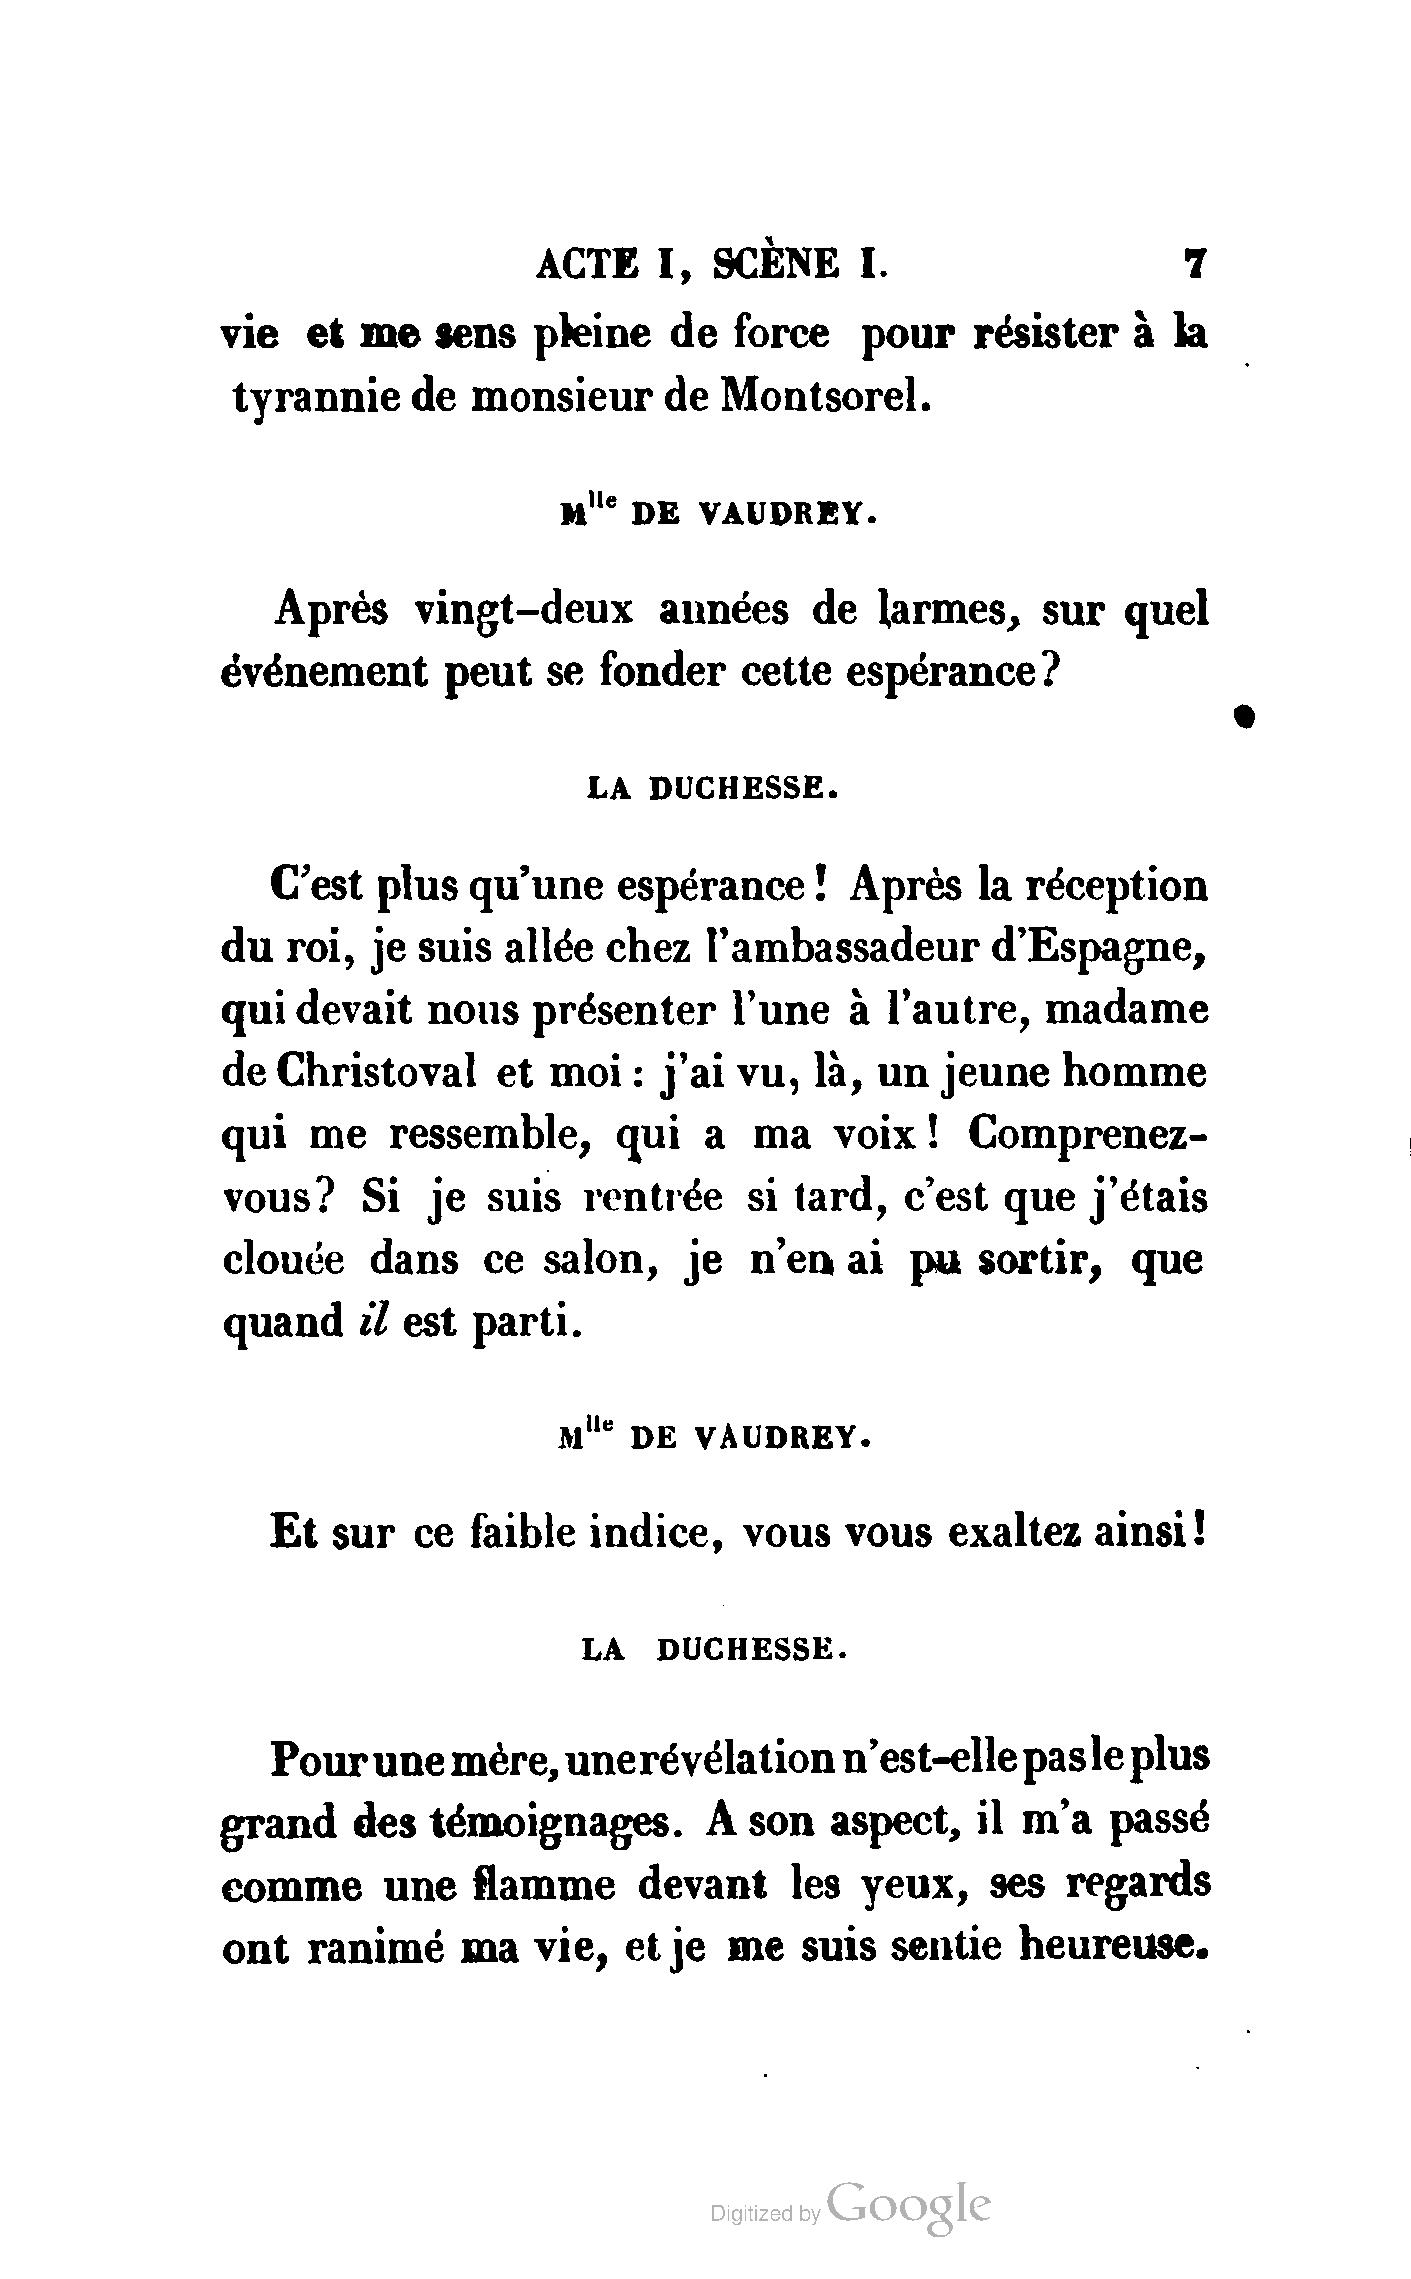 ACTE I, SCÈNE I. 7
vie et me sens pleine de force pour résister à la
tyrannie de monsieur de Montsorel.
Mlle DE VAUDREY.
Après vingt-deux années de larmes, sur quel
événement peut se fonder cette espérance?
LA DUCHESSE.
C'est plus qu'une espérance! Après la réception
du roi, je suis allée chez l'ambassadeur d'Espagne,
qui devait nous présenter l'une à l'autre, madame
de Christoval et moi : j'ai vu, là, un jeune homme
qui me ressemble, qui a ma voix! Comprenez-
vous? Si je suis rentrée si tard, c'est que j'étais
clouée dans ce salon, je n'en ai pu sortir, que
quand il est parti.
Mlle DE VAUDREY.
Et sur ce faible indice, vous vous exaltez ainsi!
LA DUCHESSE.
Pour une mère, une révélation n'est-elle pas le plus
grand des témoignages. A son aspect, il m'a passé
comme une flamme devant les yeux, ses regards
ont ranimé ma vie, et je me suis sentie heureuse.
Digitized by Google